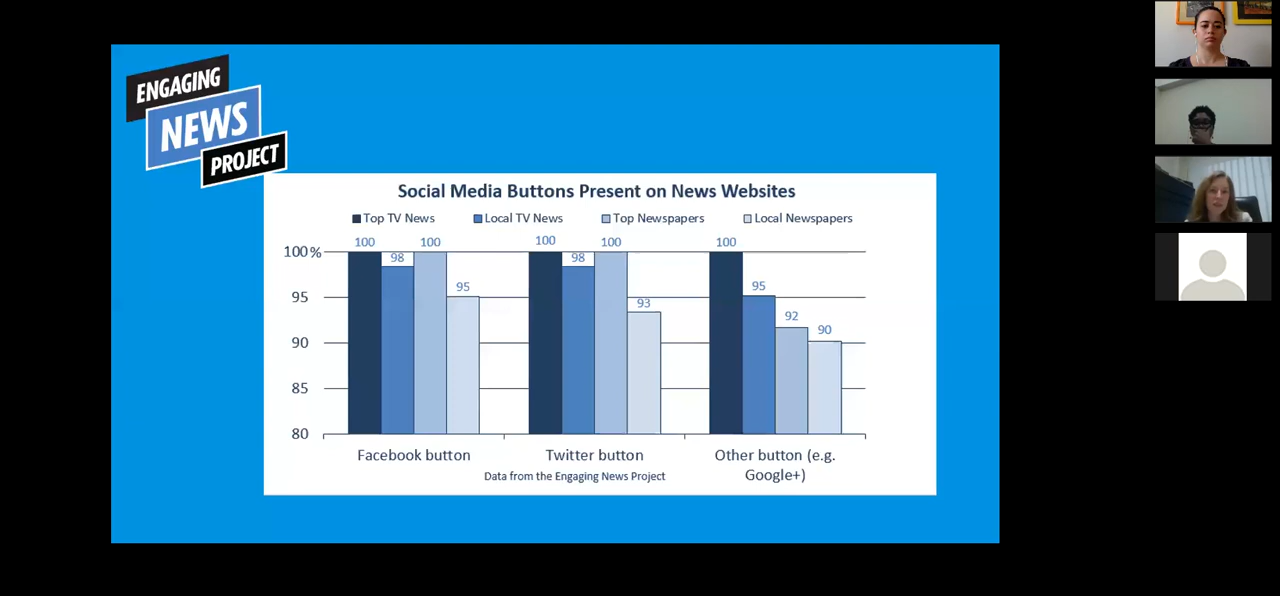 ENGAGING
NEWS
PROJECT
Social Media Buttons Present on News Websites
Top TV News Local TV News Top Newspapers Local Newspapers
100 98 100 95 100 98 100 93 100 95 92 90
100%
95
90
85
80
Facebook button Twitter button Other button (e.g. Google+)
Data from the Engaging News Project